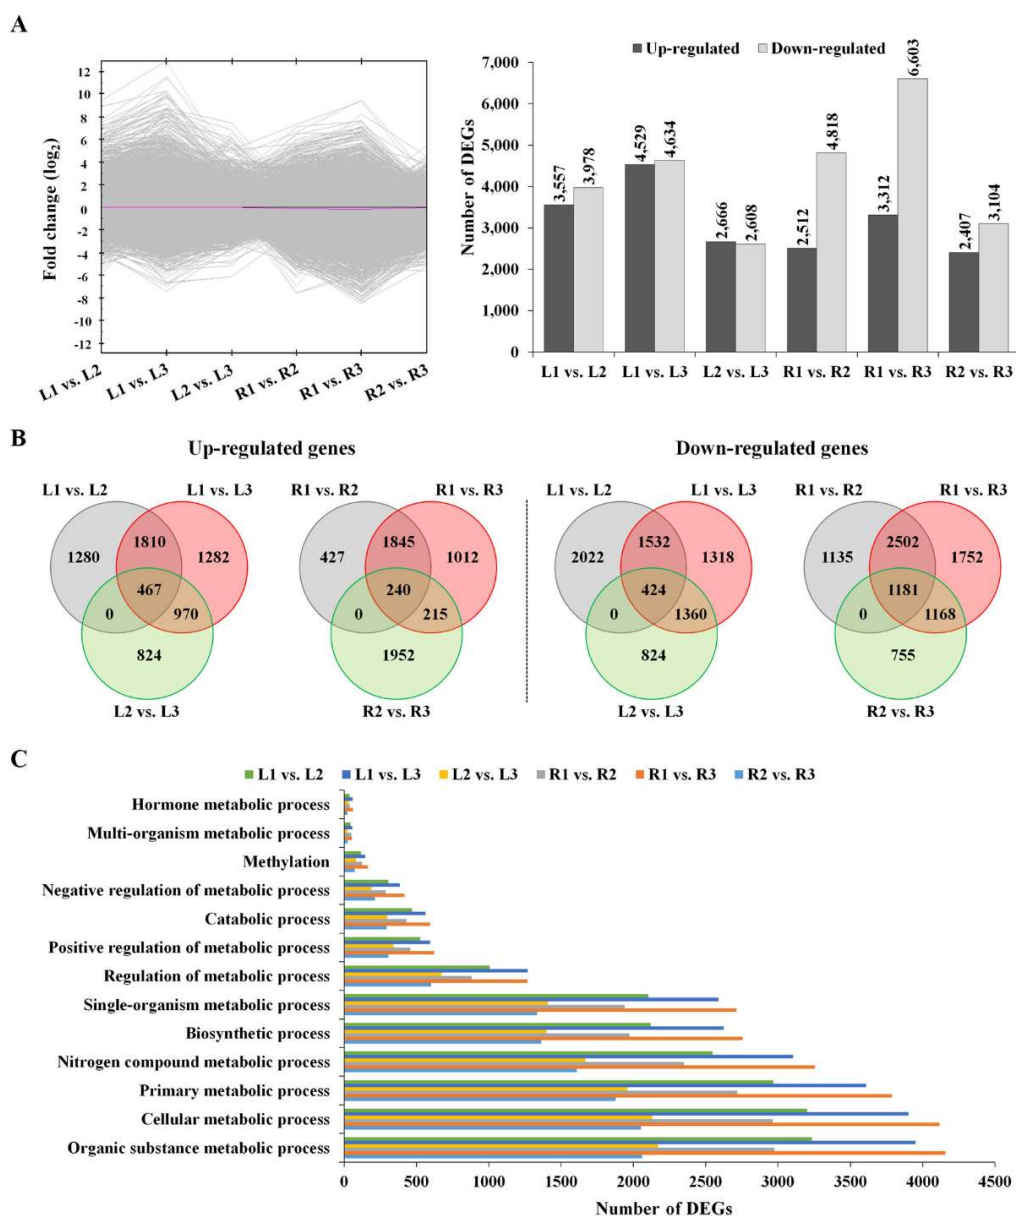 A
Fold change (log2)
12
10
8
6
4
2
0
-2
-4
-6
-8
-10
-12
L1 vs. L2
L1 vs. L3
L2 vs. L3
R1 vs. R2
R1 vs. R3
R2 vs. R3
Up-regulated Down-regulated
Number of DEGs
7,000
6,000
5,000
4,000
3,000
2,000
1,000
0
3,557
3,978
4,529
4,634
2,666
2,608
2,512
4,818
3,312
6,603
2,407
3,104
L1 vs. L2 L1 vs. L3 L2 vs. L3 R1 vs. R2 R1 vs. R3 R2 vs. R3
B
Up-regulated genes
L1 vs. L2 L1 vs. L3
1280 1810 1282
467
0 970
824
L2 vs. L3
R1 vs. R2 R1 vs. R3
427 1845 1012
240
0 215
1952
R2 vs. R3
Down-regulated genes
L1 vs. L2 L1 vs. L3
2022 1532 1318
424
0 1360
824
L2 vs. L3
R1 vs. R2 R1 vs. R3
1135 2502 1752
1181
0 1168
755
R2 vs. R3
C
L1 vs. L2 L1 vs. L3 L2 vs. L3 R1 vs. R2 R1 vs. R3 R2 vs. R3
Hormone metabolic process
Multi-organism metabolic process
Methylation
Negative regulation of metabolic process
Catabolic process
Positive regulation of metabolic process
Regulation of metabolic process
Single-organism metabolic process
Biosynthetic process
Nitrogen compound metabolic process
Primary metabolic process
Cellular metabolic process
Organic substance metabolic process
0 500 1000 1500 2000 2500 3000 3500 4000 4500
Number of DEGs